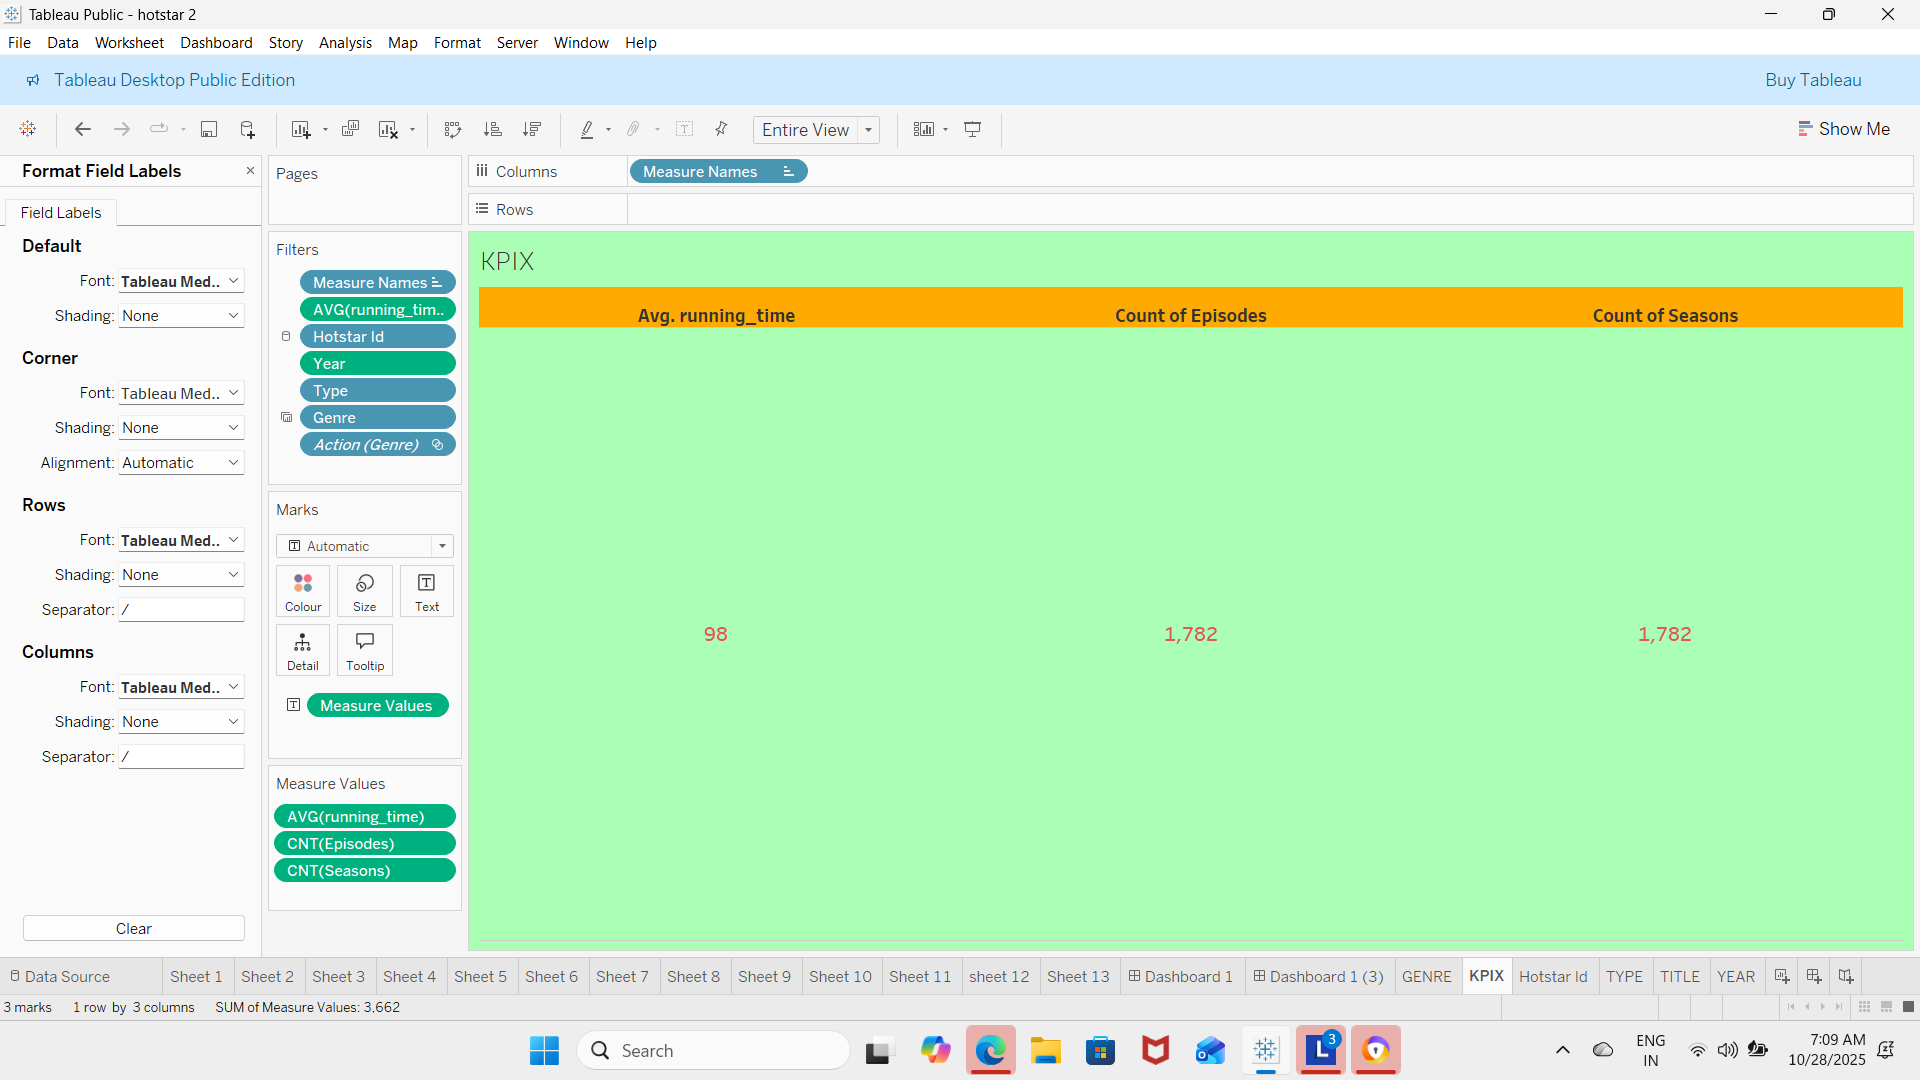 Tableau Public - hotstar 2
File Data Worksheet Dashboard Story Analysis Map Format Server Window Help
Tableau Desktop Public Edition
Buy Tableau
Entire View
Show Me
Format Field Labels
Field Labels
Default
Font: Tableau Med..
Shading: None
Corner
Font: Tableau Med..
Shading: None
Alignment: Automatic
Rows
Font: Tableau Med..
Shading: None
Separator: /
Columns
Font: Tableau Med..
Shading: None
Separator: /
Clear
Pages
Filters
Measure Names
AVG(running_tim..
Hotstar Id
Year
Type
Genre
Action (Genre)
Marks
Automatic
Colour Size Text
Detail Tooltip
Measure Values
Measure Values
AVG(running_time)
CNT(Episodes)
CNT(Seasons)
Columns Measure Names
Rows
KPIX
Avg. running_time Count of Episodes Count of Seasons
98 1,782 1,782
Data Source Sheet 1 Sheet 2 Sheet 3 Sheet 4 Sheet 5 Sheet 6 Sheet 7 Sheet 8 Sheet 9 Sheet 10 Sheet 11 sheet 12 Sheet 13 Dashboard 1 Dashboard 1 (3) GENRE KPIX Hotstar Id TYPE TITLE YEAR
3 marks 1 row by 3 columns SUM of Measure Values: 3,662
Search
L 3
ENG
IN
7:09 AM
10/28/2025